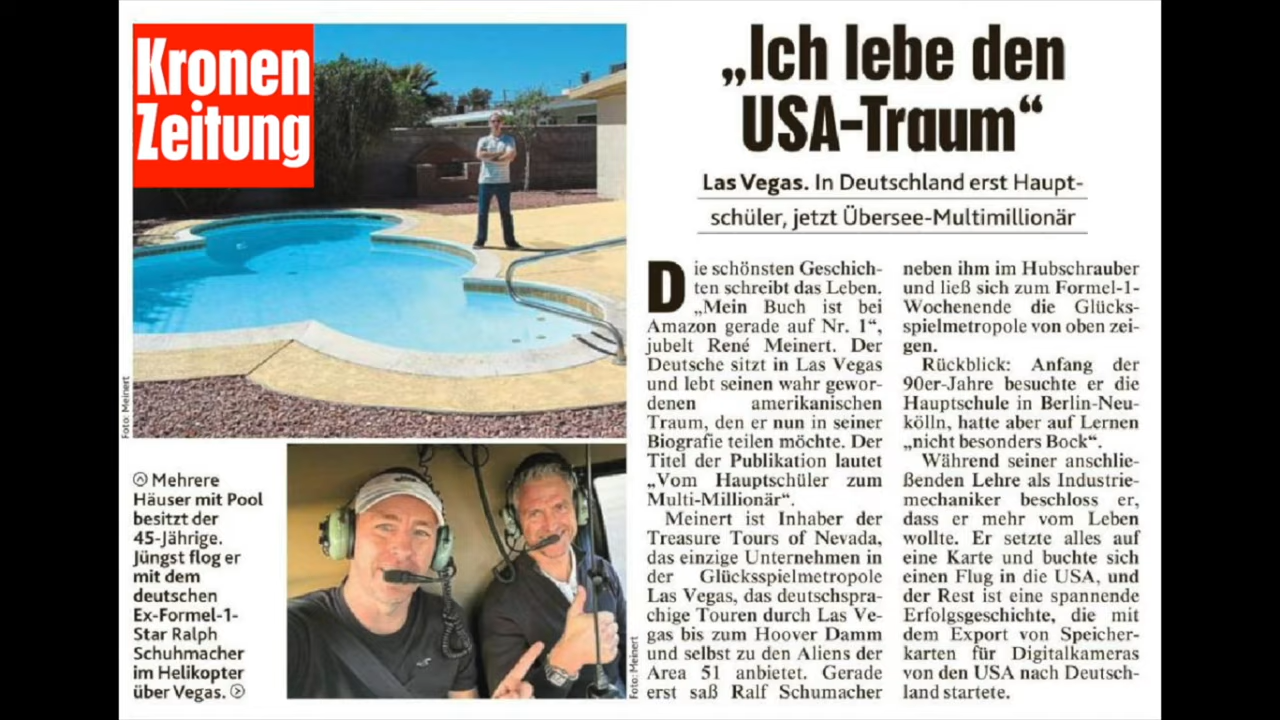 Kronen
Zeitung
Foto: Meinert
Mehrere
Häuser mit Pool
besitzt der
45-Jährige.
Jüngst flog er
mit dem
deutschen
Ex-Formel-1-
Star Ralph
Schuhmacher
im Helikopter
über Vegas.
Foto: Meinert
„Ich lebe den
USA-Traum“
Las Vegas. In Deutschland erst Haupt-
schüler, jetzt Übersee-Multimillionär
Die schönsten Geschich-
ten schreibt das Leben.
„Mein Buch ist bei
Amazon gerade auf Nr. 1“,
jubelt René Meinert. Der
Deutsche sitzt in Las Vegas
und lebt seinen wahr gewor-
denen amerikanischen
Traum, den er nun in seiner
Biografie teilen möchte. Der
Titel der Publikation lautet
„Vom Hauptschüler zum
Multi-Millionär“.
Meinert ist Inhaber der
Treasure Tours of Nevada,
das einzige Unternehmen in
der Glücksspielmetropole
Las Vegas, das deutschspra-
chige Touren durch Las Ve-
gas bis zum Hoover Damm
und selbst zu den Aliens der
Area 51 anbietet. Gerade
erst saß Ralf Schumacher
neben ihm im Hubschrauber
und ließ sich zum Formel-1-
Wochenende die Glücks-
spielmetropole von oben zei-
gen.
Rückblick: Anfang der
90er-Jahre besuchte er die
Hauptschule in Berlin-Neu-
kölln, hatte aber auf Lernen
„nicht besonders Bock“.
Während seiner anschlie-
ßenden Lehre als Industrie-
mechaniker beschloss er,
dass er mehr vom Leben
wollte. Er setzte alles auf
eine Karte und buchte sich
einen Flug in die USA, und
der Rest ist eine spannende
Erfolgsgeschichte, die mit
dem Export von Speicher-
karten für Digitalkameras
von den USA nach Deutsch-
land startete.